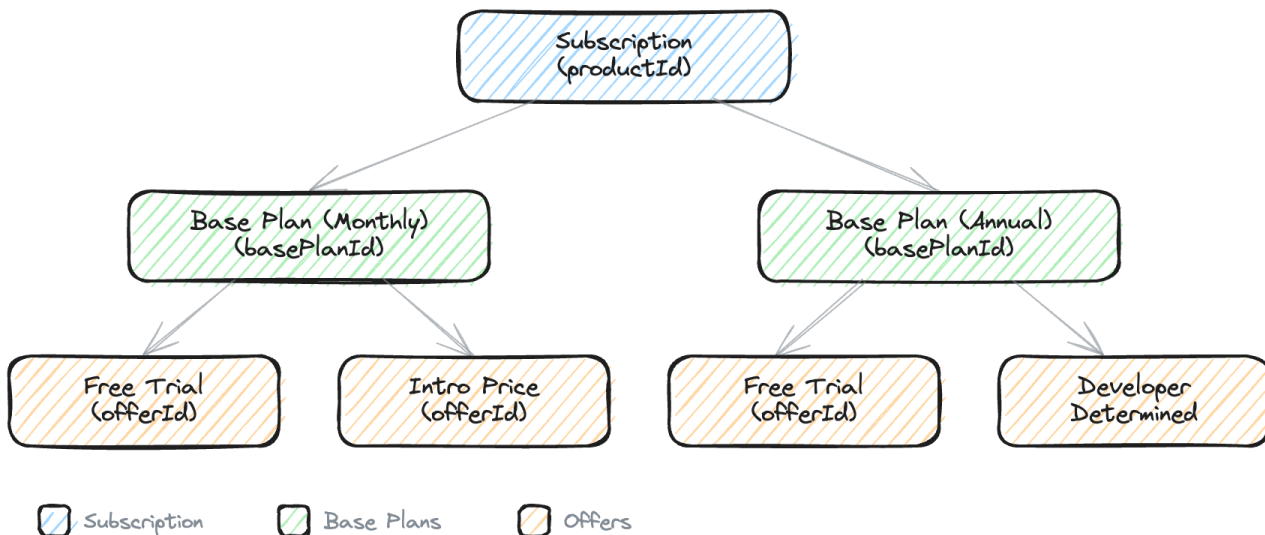 Subscription
(productId)
Base Plan (Monthly)
(basePlanId)
Base Plan (Annual)
(basePlanId)
Free Trial
(offerId)
Intro Price
(offerId)
Free Trial
(offerId)
Developer
Determined
Subscription
Base Plans
Offers